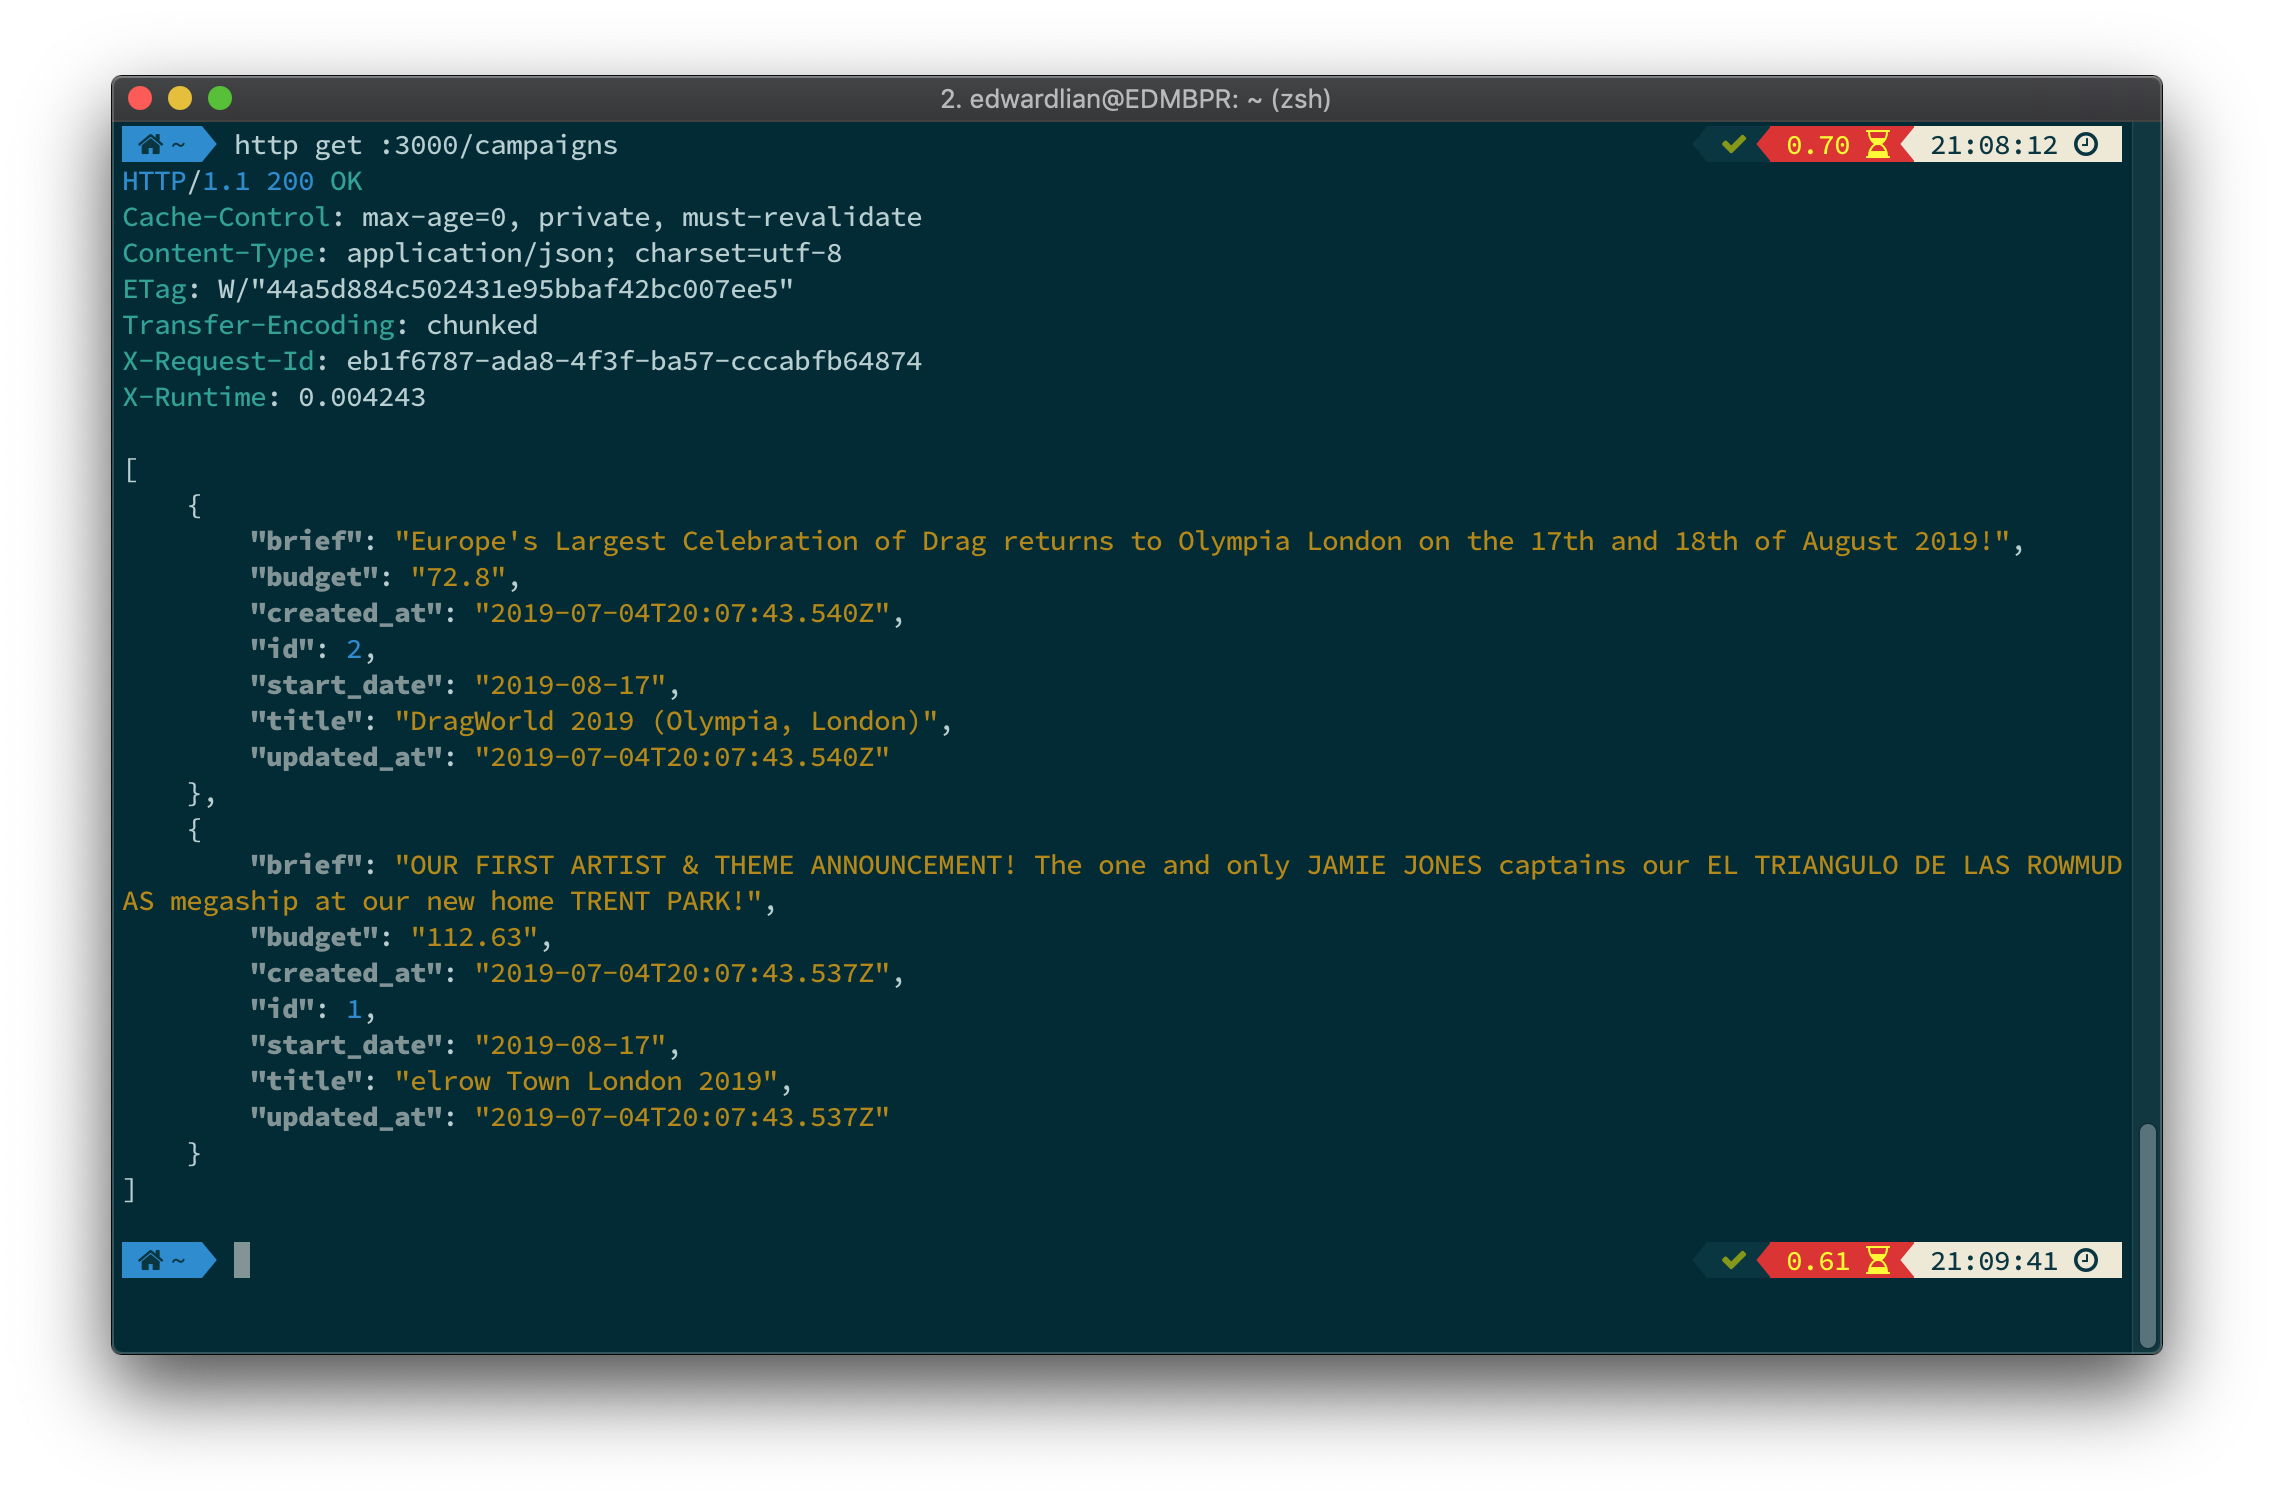 2. edwardlian@EDMBPR: ~ (zsh)
~ http get :3000/campaigns 0.70 21:08:12
HTTP/1.1 200 OK
Cache-Control: max-age=0, private, must-revalidate
Content-Type: application/json; charset=utf-8
ETag: W/"44a5d884c502431e95bbaf42bc007ee5"
Transfer-Encoding: chunked
X-Request-Id: eb1f6787-ada8-4f3f-ba57-cccabfb64874
X-Runtime: 0.004243
[
    {
        "brief": "Europe's Largest Celebration of Drag returns to Olympia London on the 17th and 18th of August 2019!",
        "budget": "72.8",
        "created_at": "2019-07-04T20:07:43.540Z",
        "id": 2,
        "start_date": "2019-08-17",
        "title": "DragWorld 2019 (Olympia, London)",
        "updated_at": "2019-07-04T20:07:43.540Z"
    },
    {
        "brief": "OUR FIRST ARTIST & THEME ANNOUNCEMENT! The one and only JAMIE JONES captains our EL TRIANGULO DE LAS ROWMUD
AS megaship at our new home TRENT PARK!",
        "budget": "112.63",
        "created_at": "2019-07-04T20:07:43.537Z",
        "id": 1,
        "start_date": "2019-08-17",
        "title": "elrow Town London 2019",
        "updated_at": "2019-07-04T20:07:43.537Z"
    }
]
~ 0.61 21:09:41